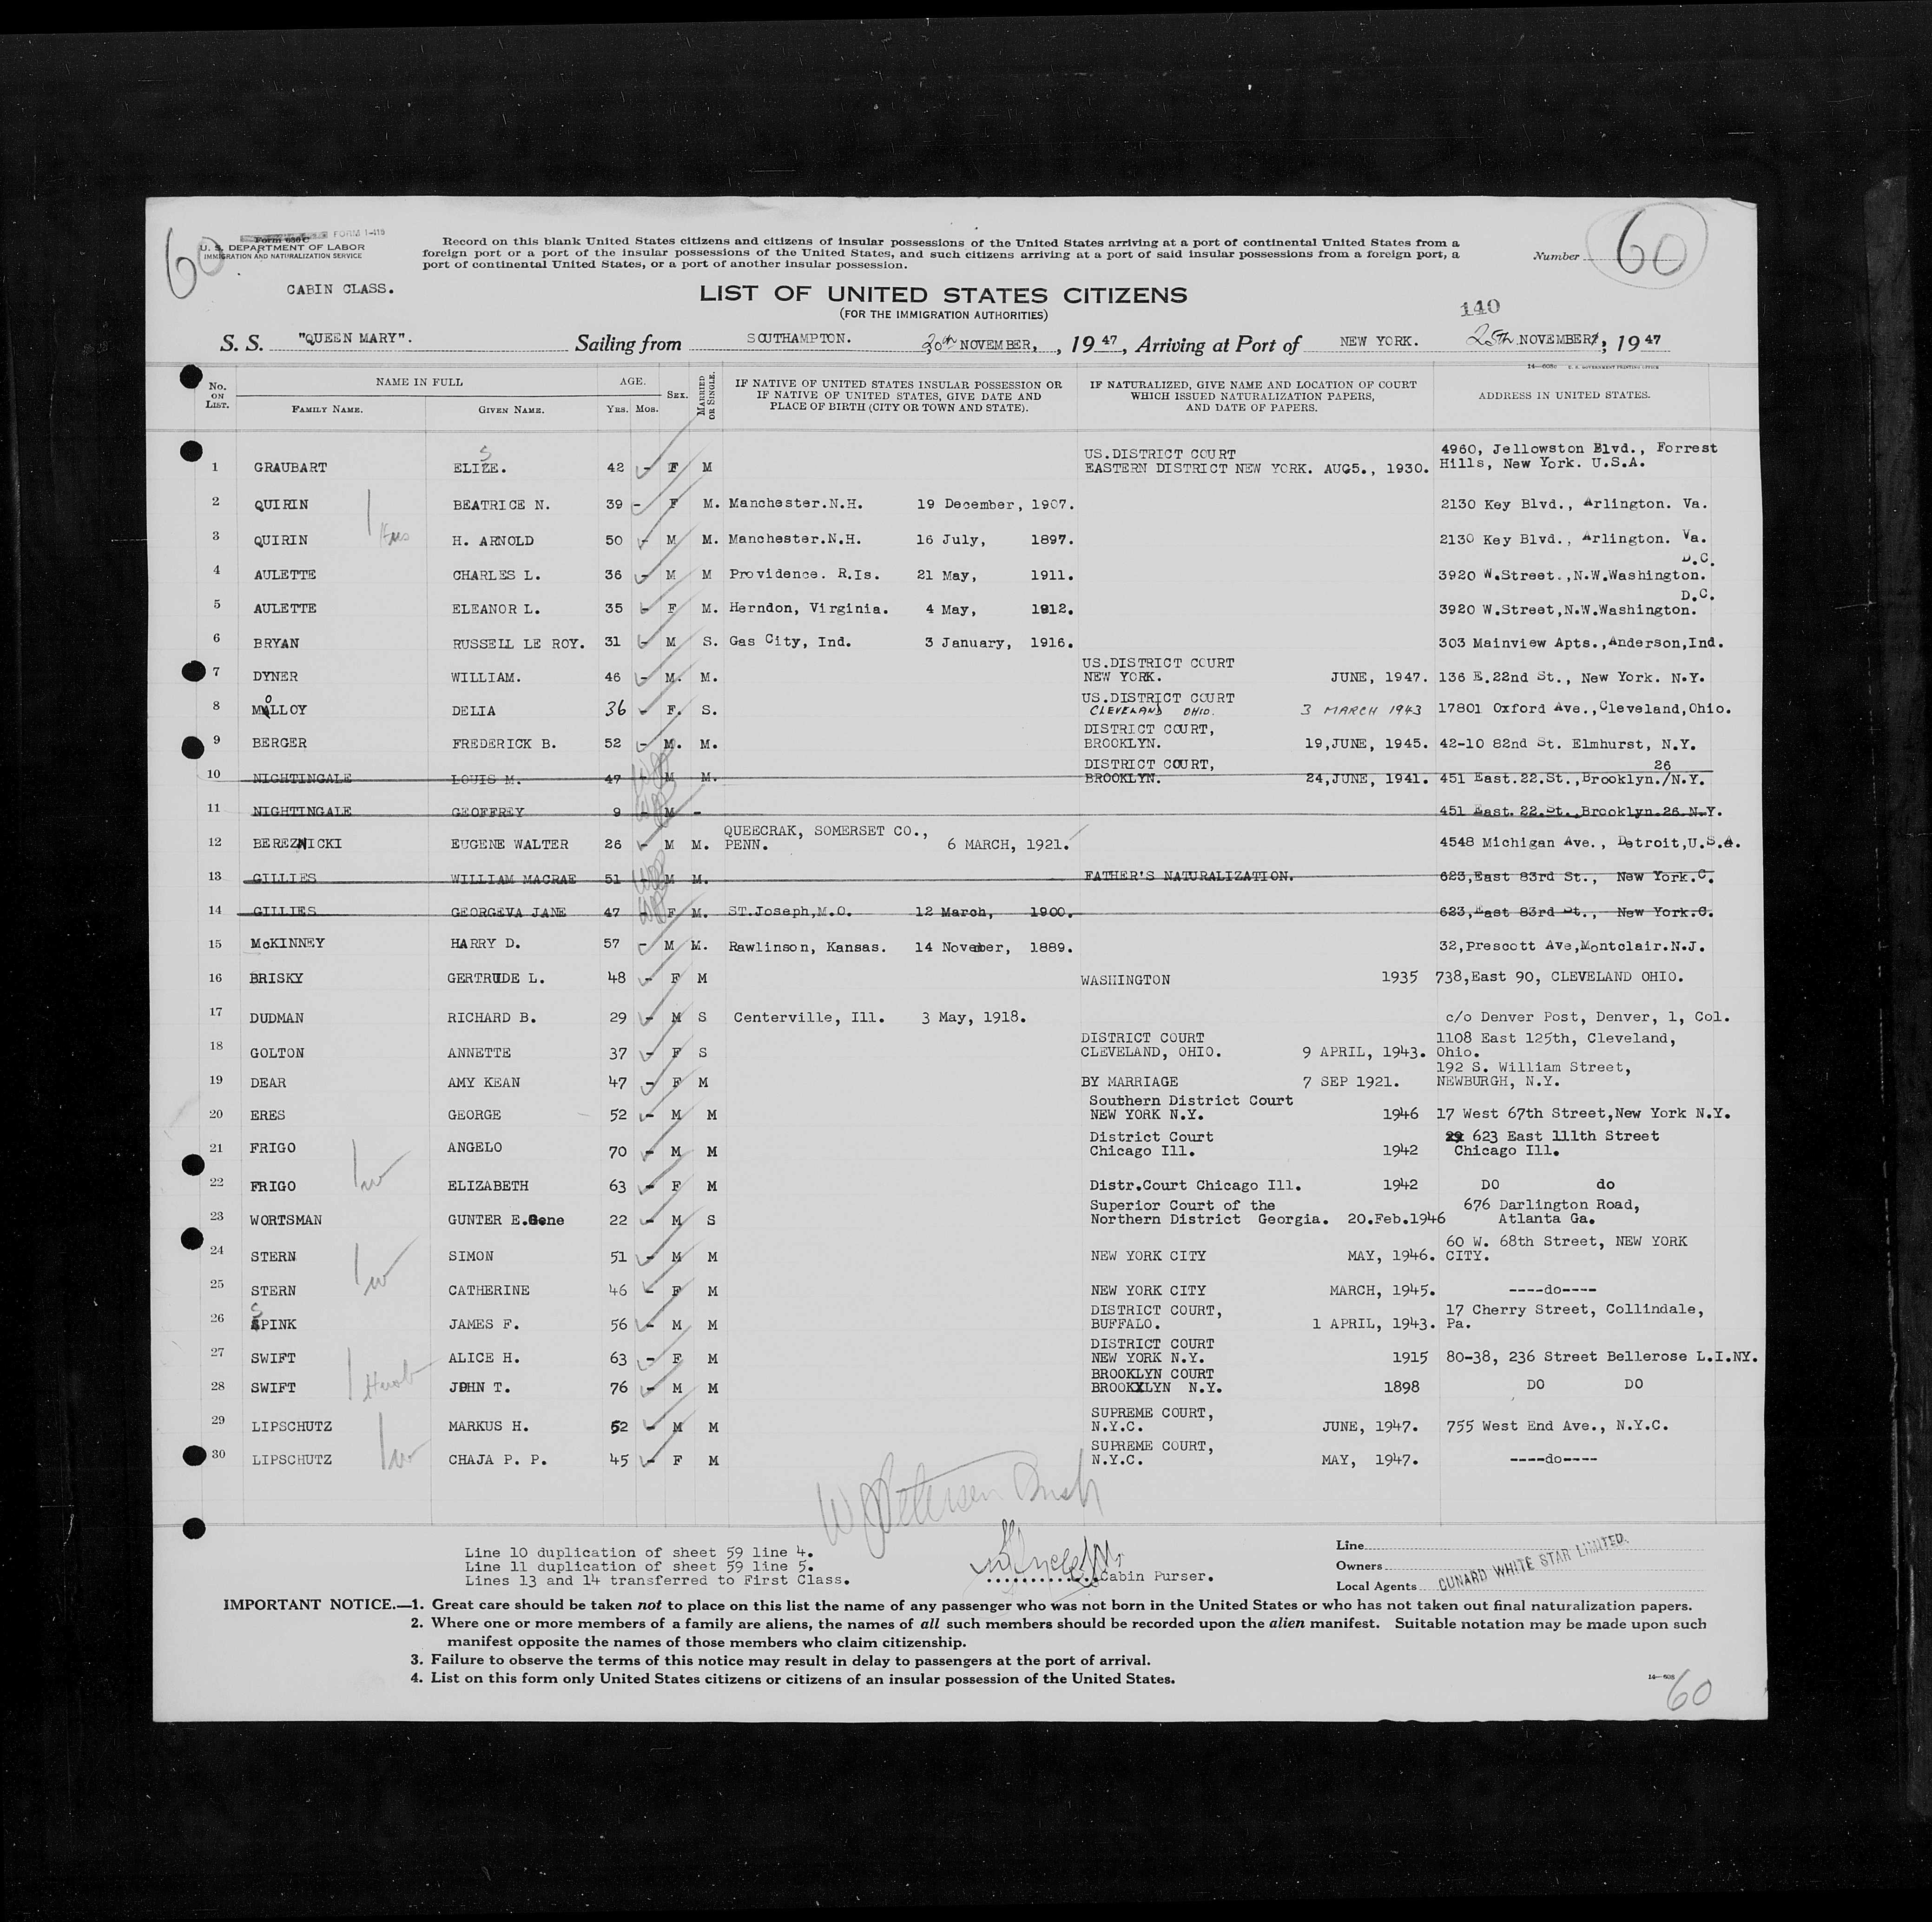 60
Form 630 C FORM I-415
U. S. DEPARTMENT OF LABOR
IMMIGRATION AND NATURALIZATION SERVICE
Record on this blank United States citizens and citizens of insular possessions of the United States arriving at a port of continental United States from a
foreign port or a port of the insular possessions of the United States, and such citizens arriving at a port of said insular possessions from a foreign port, a
port of continental United States, or a port of another insular possession.
Number 60
CABIN CLASS.
LIST OF UNITED STATES CITIZENS
(FOR THE IMMIGRATION AUTHORITIES)
140
S. S. "QUEEN MARY". Sailing from SOUTHAMPTON. 20th NOVEMBER, , 1947, Arriving at Port of NEW YORK. 25th NOVEMBER, 1947
14—608c U. S. GOVERNMENT PRINTING OFFICE
No. ON LIST. NAME IN FULL FAMILY NAME. GIVEN NAME. AGE. YRS. MOS. SEX. MARRIED OR SINGLE. IF NATIVE OF UNITED STATES INSULAR POSSESSION OR IF NATIVE OF UNITED STATES, GIVE DATE AND PLACE OF BIRTH (CITY OR TOWN AND STATE). IF NATURALIZED, GIVE NAME AND LOCATION OF COURT WHICH ISSUED NATURALIZATION PAPERS, AND DATE OF PAPERS. ADDRESS IN UNITED STATES.
1 GRAUBART ELIZE. S 42 - F M US.DISTRICT COURT EASTERN DISTRICT NEW YORK. AUG5., 1930. 4960, Jellowston Blvd., Forrest Hills, New York. U.S.A.
2 QUIRIN BEATRICE N. 39 - F M. Manchester.N.H. 19 December, 1907. 2130 Key Blvd., Arlington. Va.
3 QUIRIN Hus H. ARNOLD 50 - M M. Manchester.N.H. 16 July, 1897. 2130 Key Blvd., Arlington. Va.
4 AULETTE CHARLES L. 36 - M M Providence. R.Is. 21 May, 1911. 3920 W.Street.,N.W.Washington. D.C.
5 AULETTE ELEANOR L. 35 - F M. Herndon, Virginia. 4 May, 1912. 3920 W.Street,N.W.Washington. D.C.
6 BRYAN RUSSELL LE ROY. 31 - M S. Gas City, Ind. 3 January, 1916. 303 Mainview Apts.,Anderson,Ind.
7 DYNER WILLIAM. 46 - M. M. US.DISTRICT COURT NEW YORK. JUNE, 1947. 136 E.22nd St., New York. N.Y.
8 MOLLOY DELIA 36 - F. S. US.DISTRICT COURT CLEVELAND OHIO. 3 MARCH 1943 17801 Oxford Ave.,Cleveland,Ohio.
9 BERGER FREDERICK B. 52 - M. M. DISTRICT COURT, BROOKLYN. 19,JUNE, 1945. 42-10 82nd St. Elmhurst, N.Y.
10 NIGHTINGALE LOUIS M. 47 - M M. DISTRICT COURT, BROOKLYN. 24,JUNE, 1941. 451 East.22.St.,Brooklyn./N.Y. 26
11 NIGHTINGALE GEOFFREY 9 - M - 451 East. 22.St.,Brooklyn.26.N.Y.
12 BEREZNICKI EUGENE WALTER 26 - M M. QUEECRAK, SOMERSET CO., PENN. 6 MARCH, 1921. 4548 Michigan Ave., Detroit,U.S.A.
13 GILLIES WILLIAM MACRAE 51 - M M. FATHER'S NATURALIZATION. 623,East 83rd St., New York.C.
14 GILLIES GEORGEVA JANE 47 - F M. ST.Joseph,M.O. 12 March, 1900. 623,East 83rd St., New York.C.
15 McKINNEY HARRY D. 57 - M M. Rawlinson, Kansas. 14 November, 1889. 32,Prescott Ave,Montclair.N.J.
16 BRISKY GERTRUDE L. 48 - F M WASHINGTON 1935 738,East 90, CLEVELAND OHIO.
17 DUDMAN RICHARD B. 29 - M S Centerville, Ill. 3 May, 1918. c/o Denver Post, Denver, 1, Col.
18 GOLTON ANNETTE 37 - F S DISTRICT COURT CLEVELAND, OHIO. 9 APRIL, 1943. 1108 East 125th, Cleveland, Ohio.
19 DEAR AMY KEAN 47 - F M BY MARRIAGE 7 SEP 1921. 192 S. William Street, NEWBURGH, N.Y.
20 ERES GEORGE 52 - M M Southern District Court NEW YORK N.Y. 1946 17 West 67th Street,New York N.Y.
21 FRIGO w ANGELO 70 - M M District Court Chicago Ill. 1942 623 East 111th Street Chicago Ill.
22 FRIGO ELIZABETH 63 - F M Distr.Court Chicago Ill. 1942 DO do
23 WORTSMAN GUNTER E.Gene 22 - M S Superior Court of the Northern District Georgia. 20.Feb.1946 676 Darlington Road, Atlanta Ga.
24 STERN w SIMON 51 - M M NEW YORK CITY MAY, 1946. 60 W. 68th Street, NEW YORK CITY.
25 STERN CATHERINE 46 - F M NEW YORK CITY MARCH, 1945. ----do----
26 SPINK JAMES F. 56 - M M DISTRICT COURT, BUFFALO. 1 APRIL, 1943. 17 Cherry Street, Collindale, Pa.
27 SWIFT ALICE H. 63 - F M DISTRICT COURT NEW YORK N.Y. 1915 80-38, 236 Street Bellerose L.I.NY.
28 SWIFT Husb JOHN T. 76 - M M BROOKLYN COURT BROOKLYN N.Y. 1898 DO DO
29 LIPSCHUTZ MARKUS H. 52 - M M SUPREME COURT, N.Y.C. JUNE, 1947. 755 West End Ave., N.Y.C.
30 LIPSCHUTZ w CHAJA P. P. 45 - F M SUPREME COURT, N.Y.C. MAY, 1947. ----do----
Line 10 duplication of sheet 59 line 4.
Line 11 duplication of sheet 59 line 5.
Lines 13 and 14 transferred to First Class.
Cabin Purser.
Line
Owners CUNARD WHITE STAR LIMITED.
Local Agents
IMPORTANT NOTICE.—1. Great care should be taken not to place on this list the name of any passenger who was not born in the United States or who has not taken out final naturalization papers.
2. Where one or more members of a family are aliens, the names of all such members should be recorded upon the alien manifest. Suitable notation may be made upon such
manifest opposite the names of those members who claim citizenship.
3. Failure to observe the terms of this notice may result in delay to passengers at the port of arrival.
4. List on this form only United States citizens or citizens of an insular possession of the United States.
14—608
60